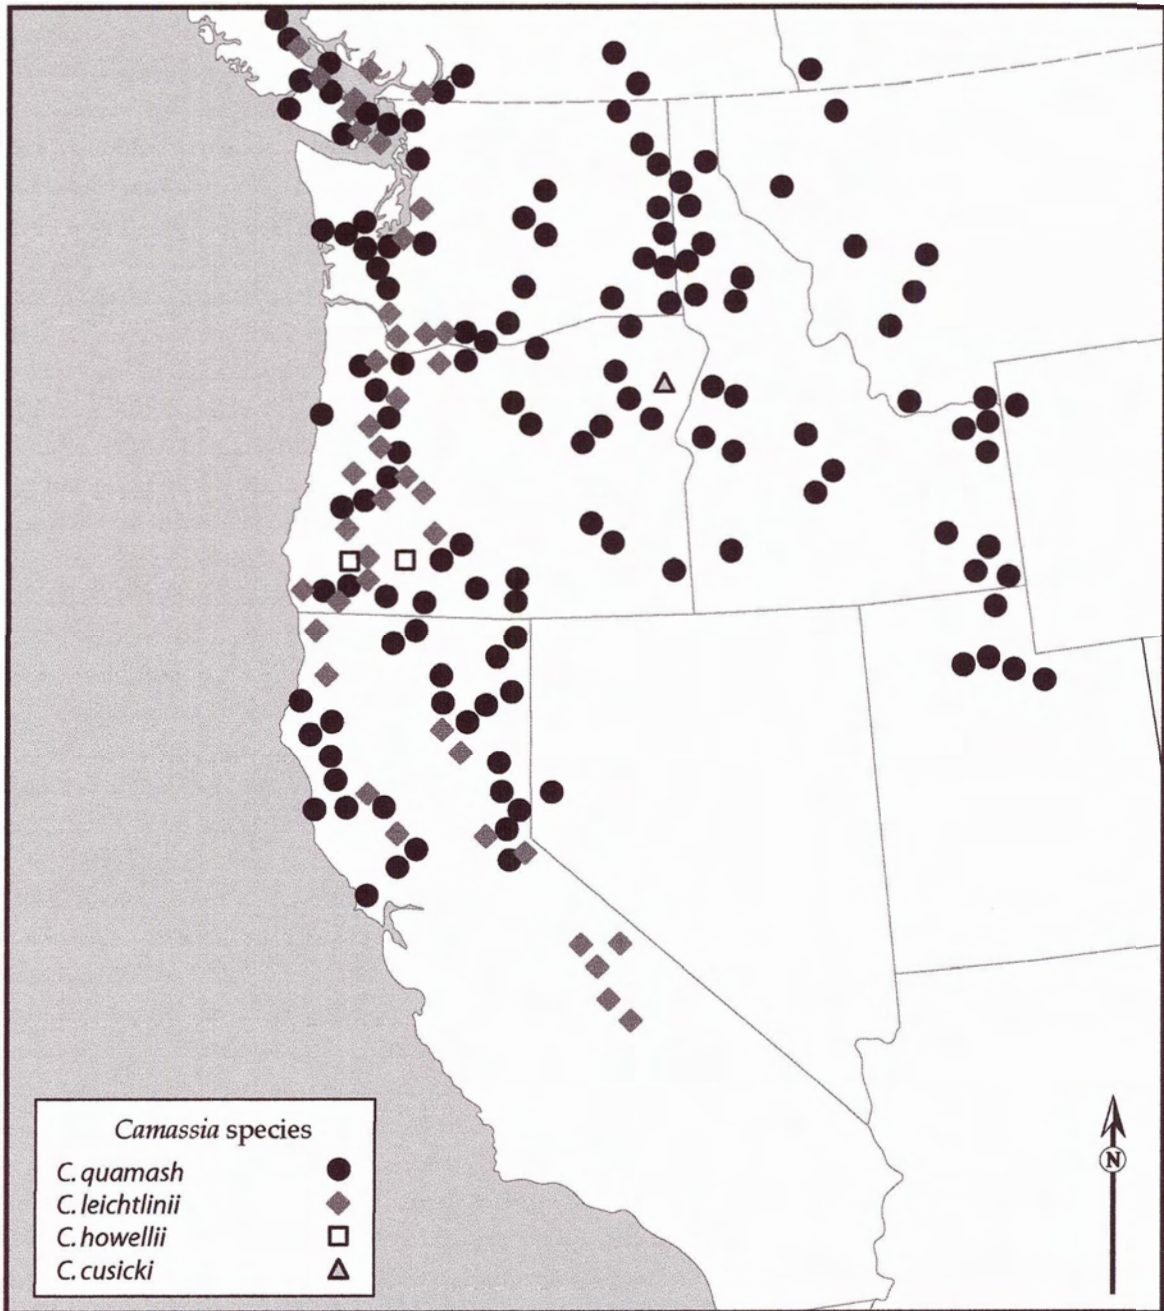 Camassia species
C. quamash
C. leichtlinii
C. howellii
C. cusicki
N